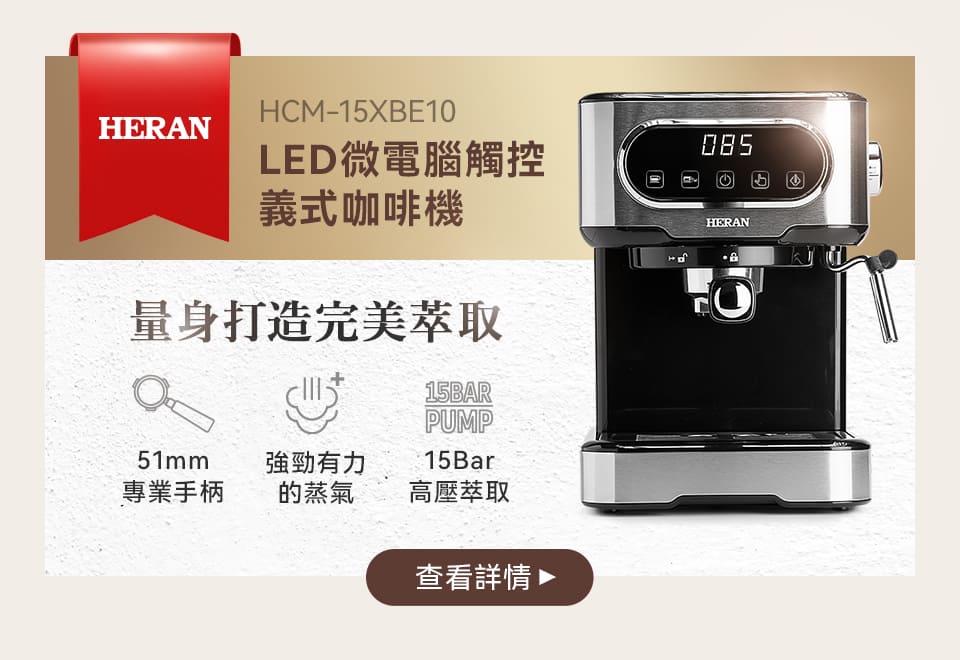 HERAN
HCM-15XBE10
LED微電腦觸控
義式咖啡機
085
HERAN
量身打造完美萃取
15BAR
PUMP
51mm
專業手柄
強勁有力
的蒸氣
15Bar
高壓萃取
查看詳情